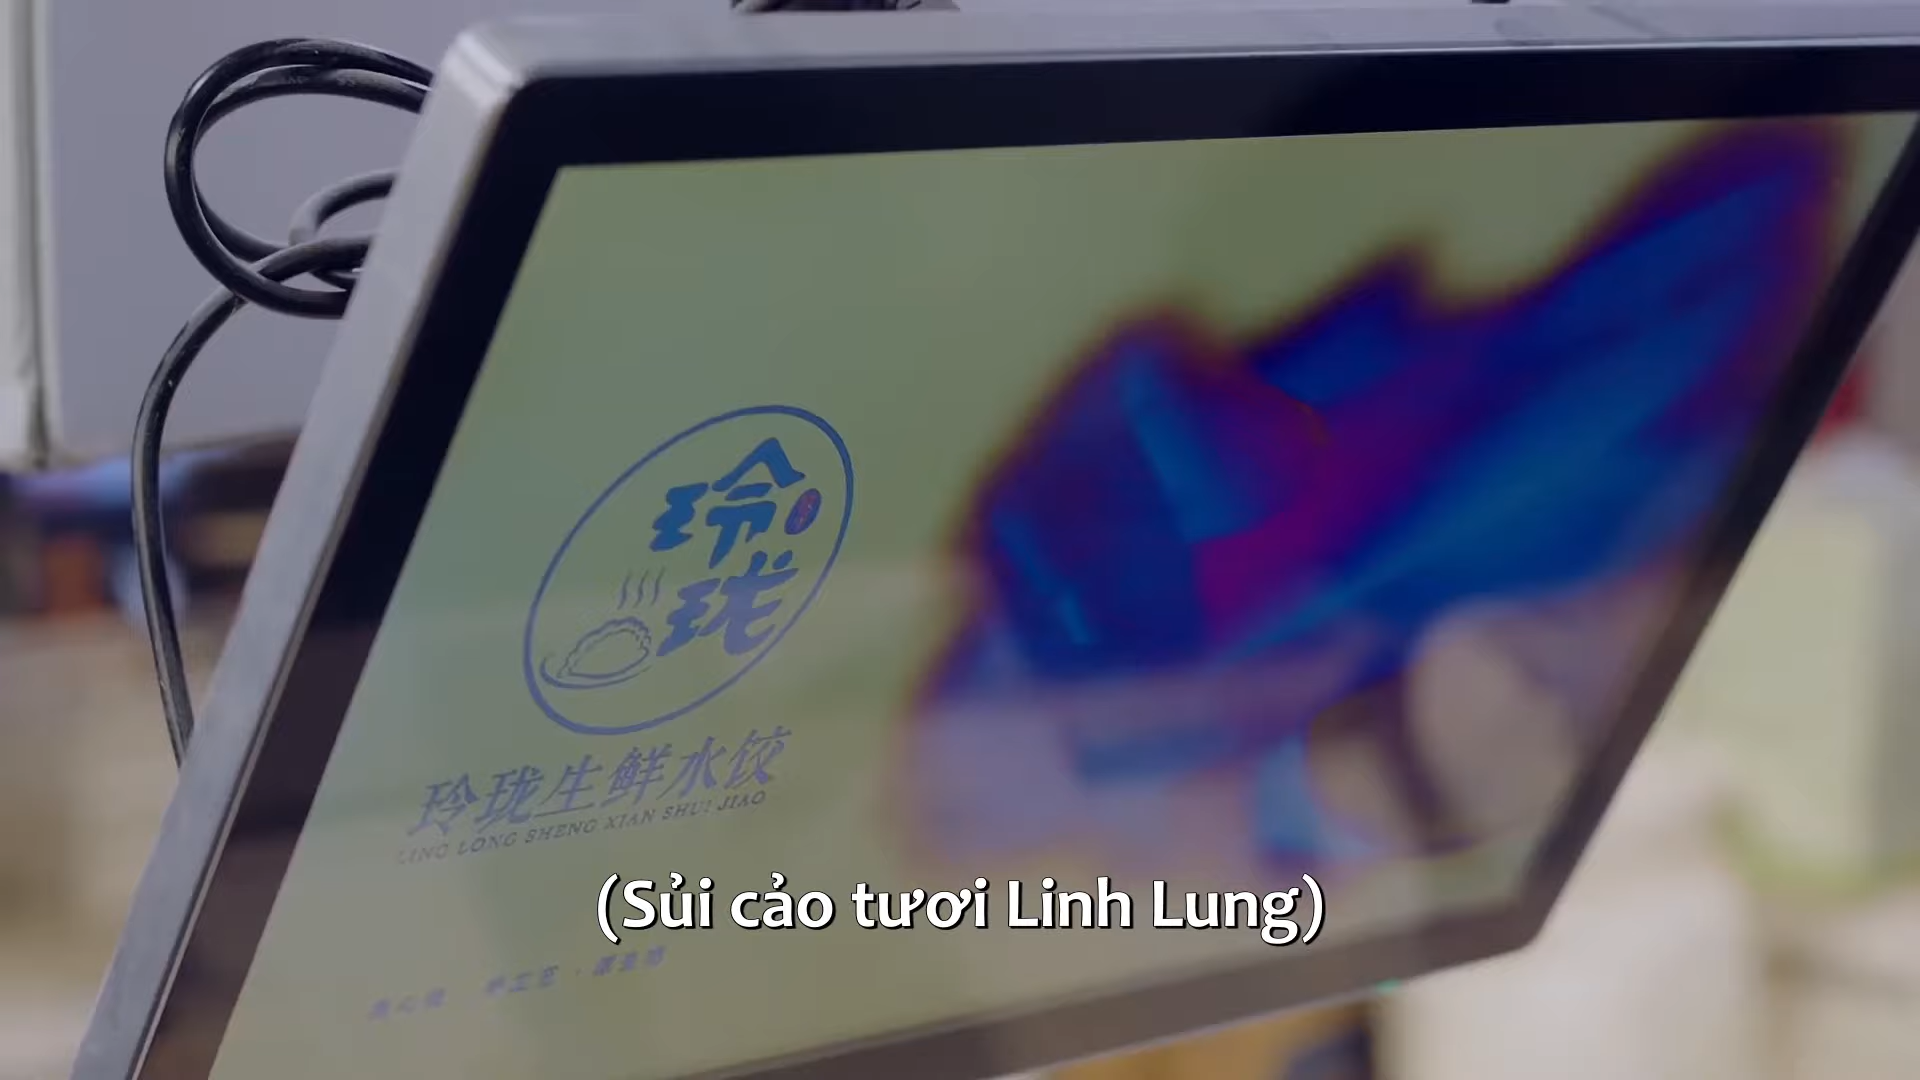 玲
珑
玲珑生鲜水饺
LING LONG SHENG XIAN SHUI JIAO
(Sủi cảo tươi Linh Lung)